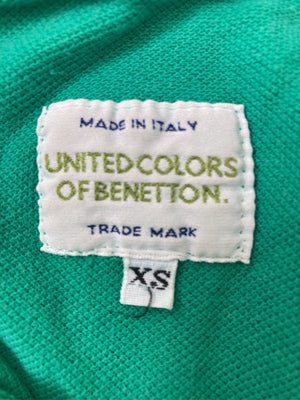 MADE IN ITALY
UNITED COLORS
OF BENETTON.
TRADE MARK
XS